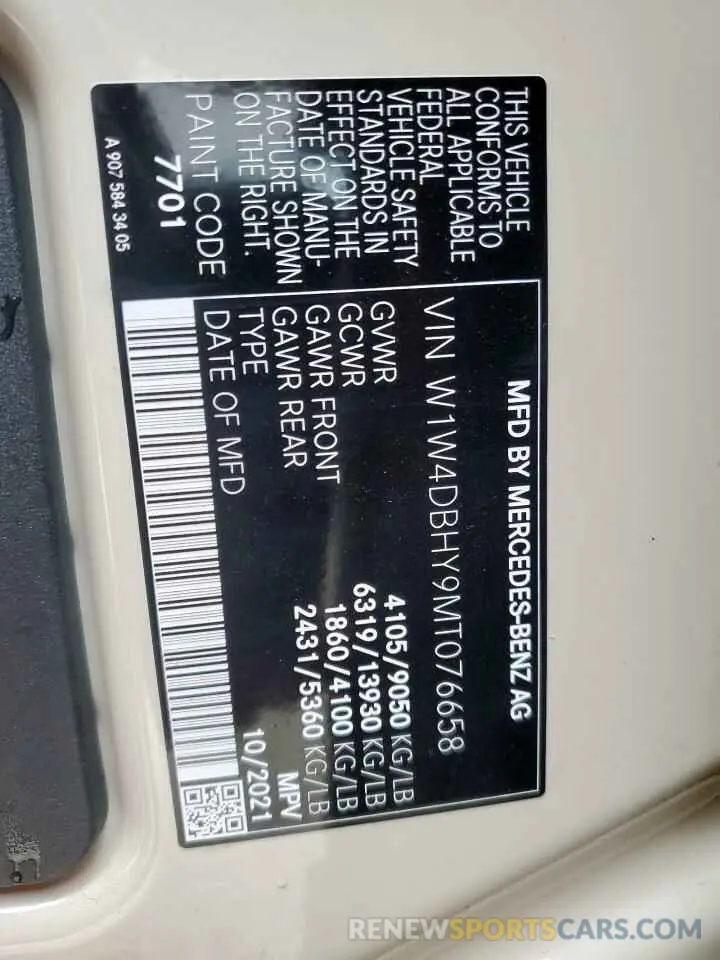 MFD BY MERCEDES-BENZ AG
VIN W1W4DBHY9MT076658
GVWR 4105/9050 KG/LB
GCWR 6319/13930 KG/LB
GAWR FRONT 1860/4100 KG/LB
GAWR REAR 2431/5360 KG/LB
TYPE MPV
DATE OF MFD 10/2021
THIS VEHICLE
CONFORMS TO
ALL APPLICABLE
FEDERAL
VEHICLE SAFETY
STANDARDS IN
EFFECT ON THE
DATE OF MANU-
FACTURE SHOWN
ON THE RIGHT.
PAINT CODE
7701
A 907 584 34 05
RENEWSPORTSCARS.COM